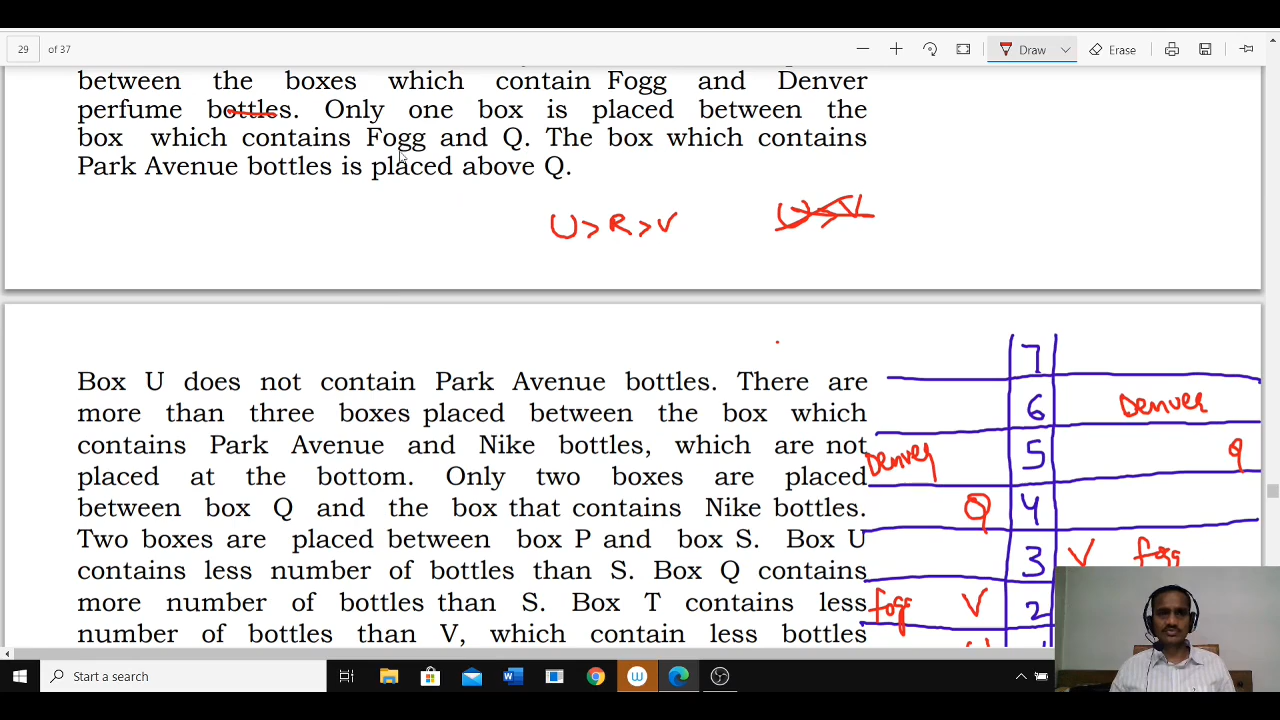 29 of 37
Draw
Erase
between the boxes which contain Fogg and Denver
perfume bottles. Only one box is placed between the
box which contains Fogg and Q. The box which contains
Park Avenue bottles is placed above Q.
U > R > V
Box U does not contain Park Avenue bottles. There are
more than three boxes placed between the box which
contains Park Avenue and Nike bottles, which are not
placed at the bottom. Only two boxes are placed
between box Q and the box that contains Nike bottles.
Two boxes are placed between box P and box S. Box U
contains less number of bottles than S. Box Q contains
more number of bottles than S. Box T contains less
number of bottles than V, which contain less bottles
7
6 Denver
Denver 5 Q
Q 4
3 V fogg
fogg V 2
Type here to search